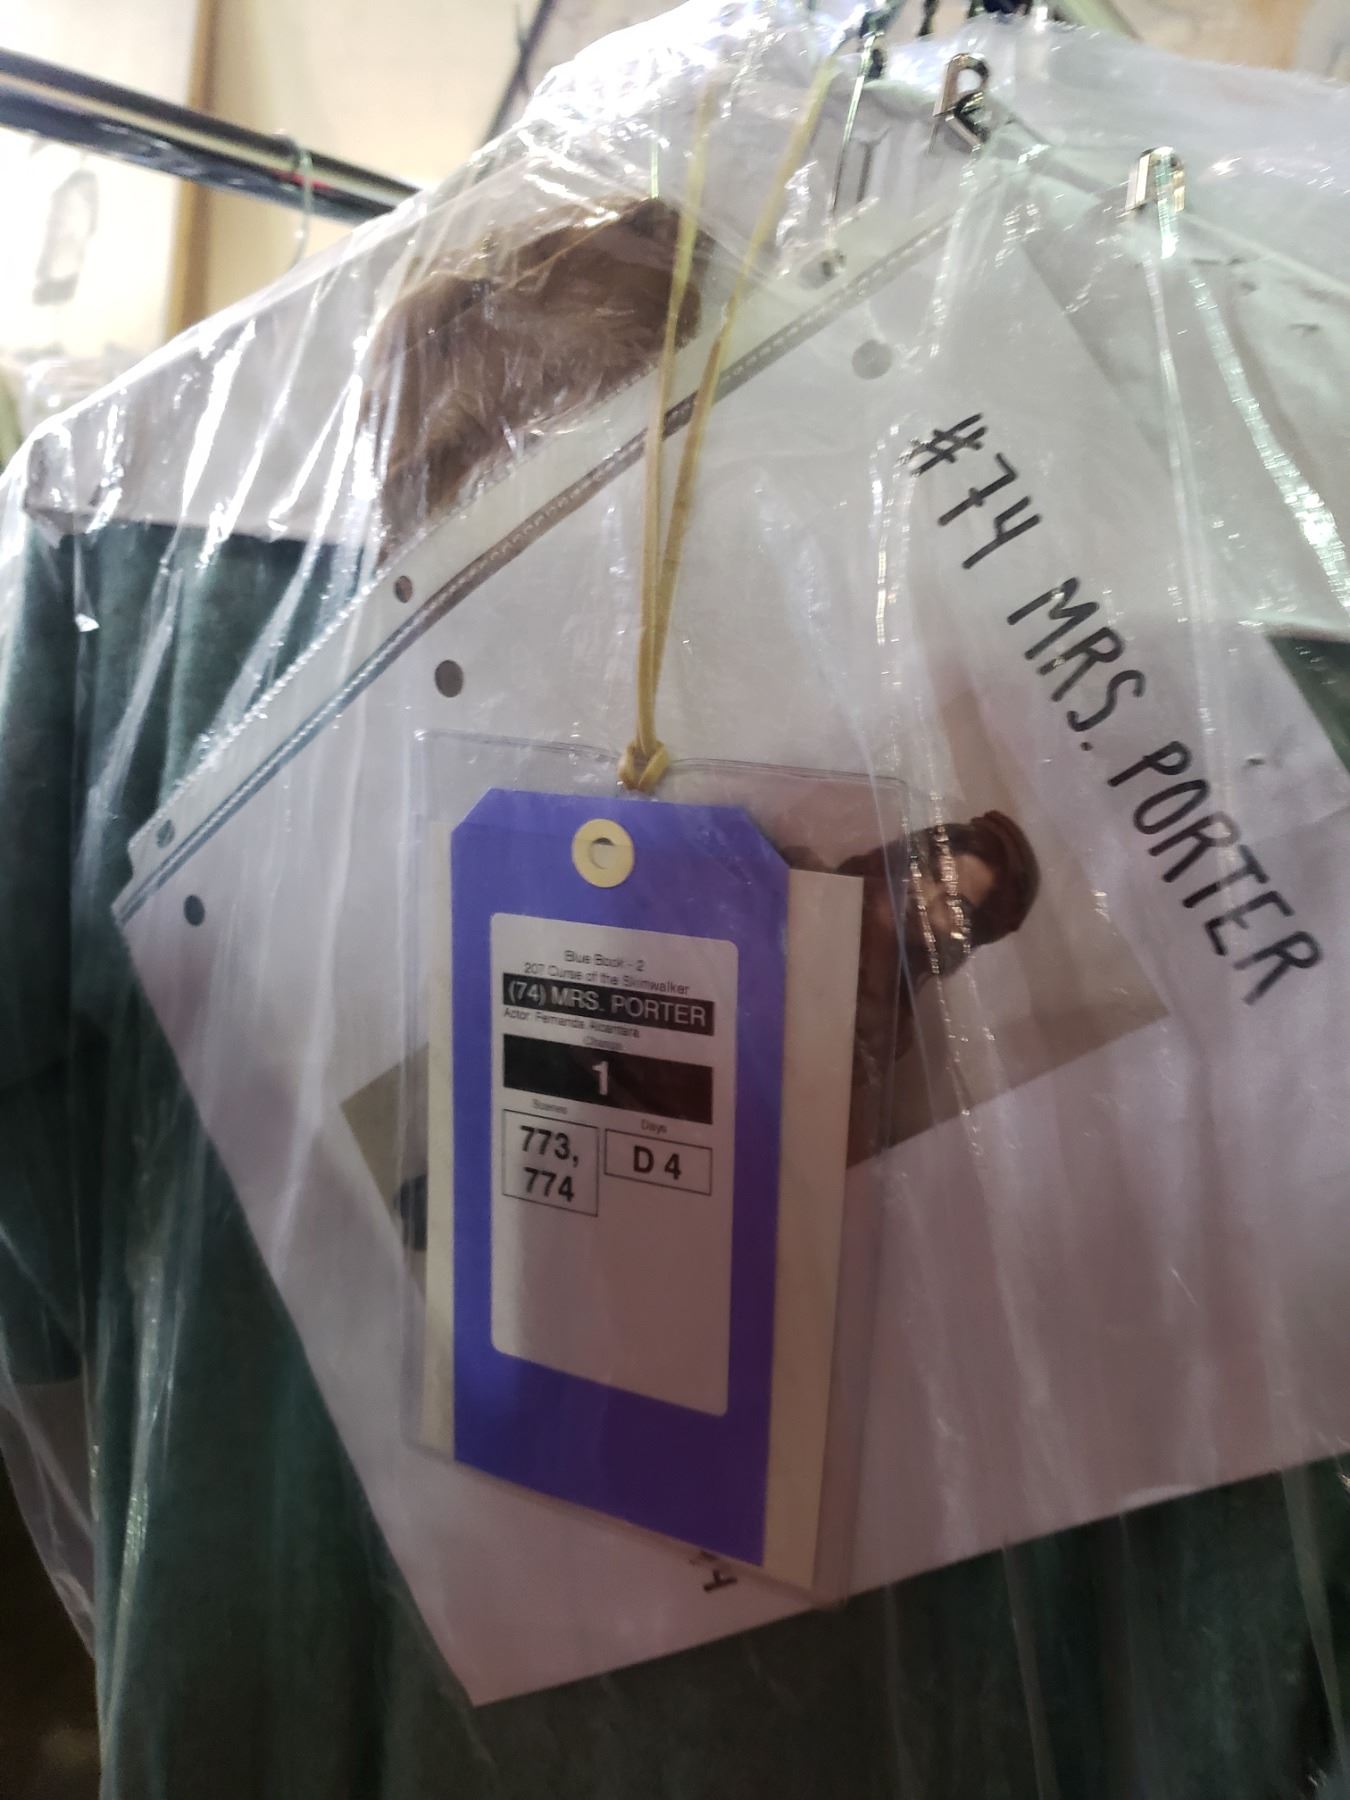 #74 MRS. PORTER
Blue Book - 2
207 Curse of the Skinwalker
(74) MRS. PORTER
Actor Fernanda Alcantara
Change
1
Scenes
Days
773,
774
D 4